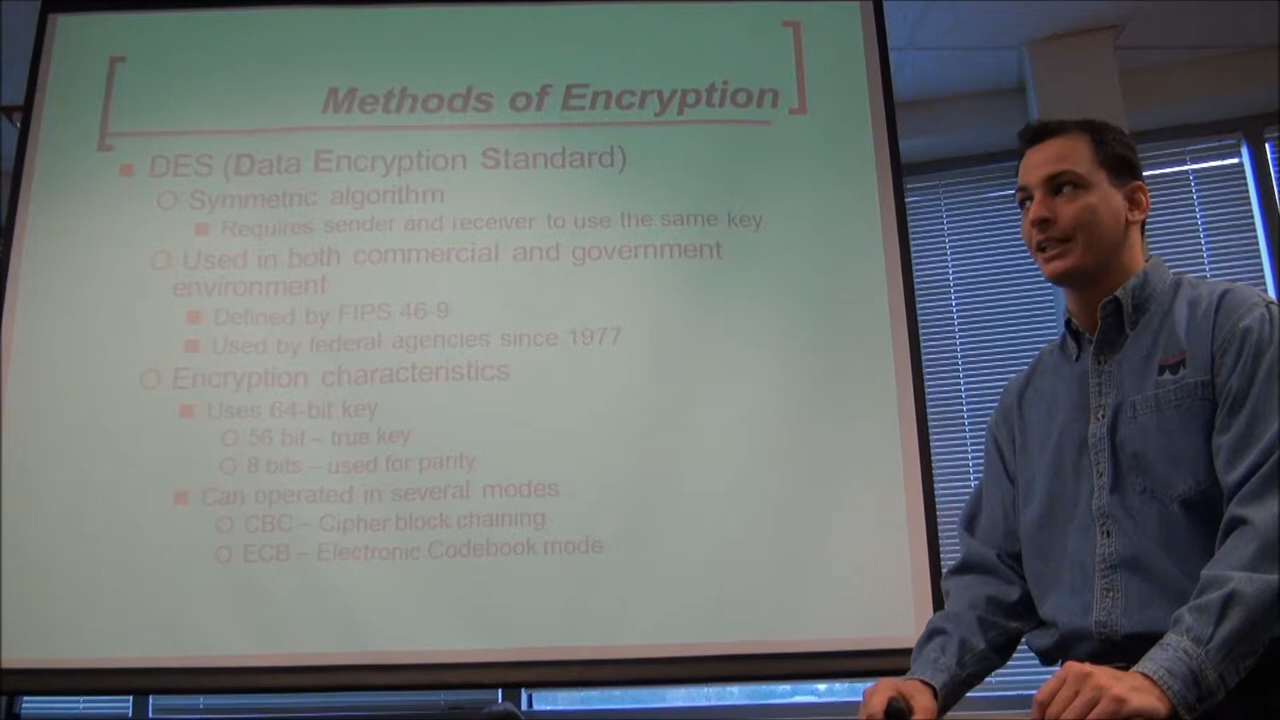 Methods of Encryption
DES (Data Encryption Standard)
Symmetric algorithm
Requires sender and receiver to use the same key
Used in both commercial and government
environment
Defined by FIPS 46-9
Used by federal agencies since 1977
Encryption characteristics
Uses 64-bit key
56 bit – true key
8 bits – used for parity
Can operated in several modes
CBC – Cipher block chaining
ECB – Electronic Codebook mode